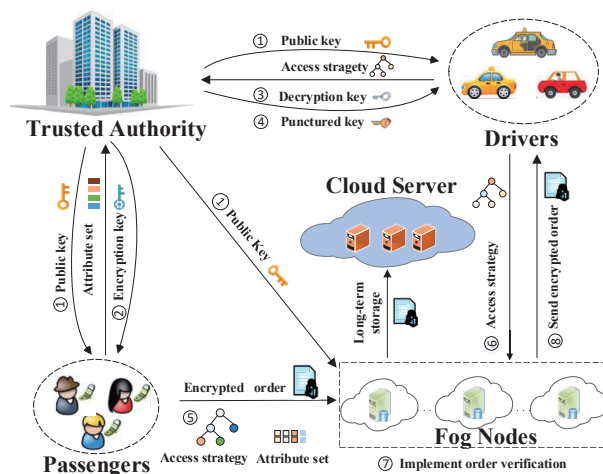 ① Public key
Access stragety
③ Decryption key
④ Punctured key
Trusted Authority
Drivers
① Public key
Attribute set
② Encryption key
① Public Key
Cloud Server
Long-term
storage
⑥ Access strategy
⑧ Send encrypted order
Encrypted order
⑤
Access strategy
Attribute set
Passengers
Fog Nodes
⑦ Implement order verification